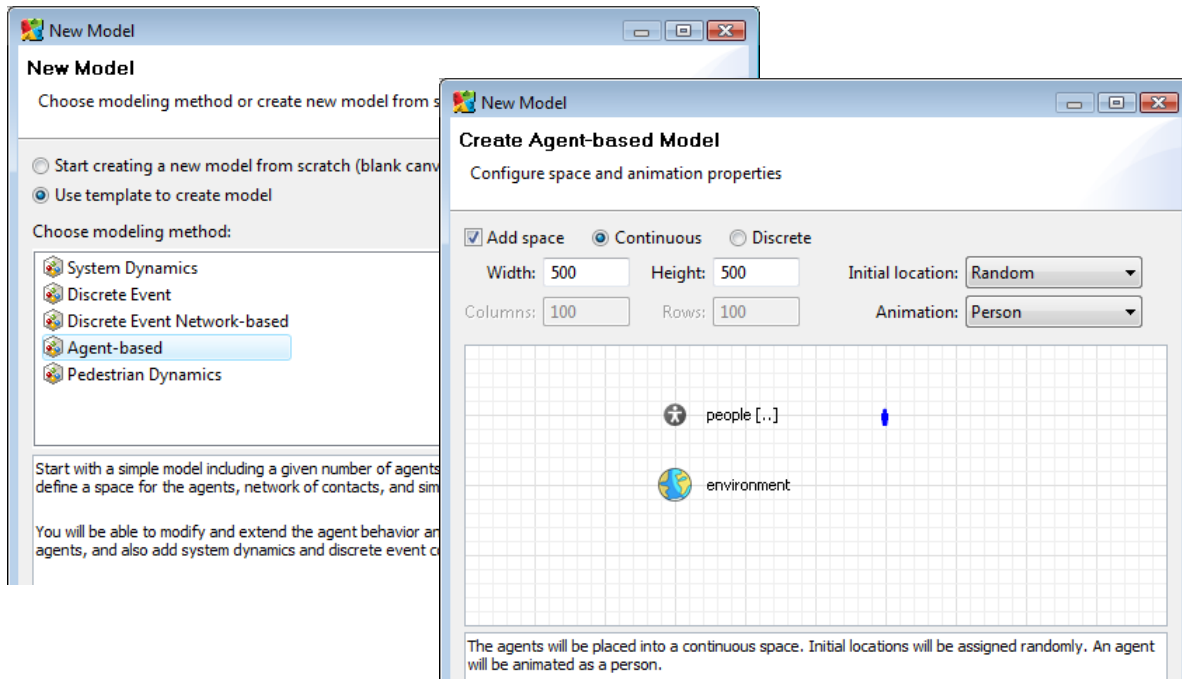 New Model
New Model
Choose modeling method or create new model from s
Start creating a new model from scratch (blank canv
Use template to create model
Choose modeling method:
System Dynamics
Discrete Event
Discrete Event Network-based
Agent-based
Pedestrian Dynamics
Start with a simple model including a given number of agents
define a space for the agents, network of contacts, and sim
You will be able to modify and extend the agent behavior an
agents, and also add system dynamics and discrete event c
New Model
Create Agent-based Model
Configure space and animation properties
Add space Continuous Discrete
Width: 500 Height: 500 Initial location: Random
Columns: 100 Rows: 100 Animation: Person
people [..]
environment
The agents will be placed into a continuous space. Initial locations will be assigned randomly. An agent
will be animated as a person.